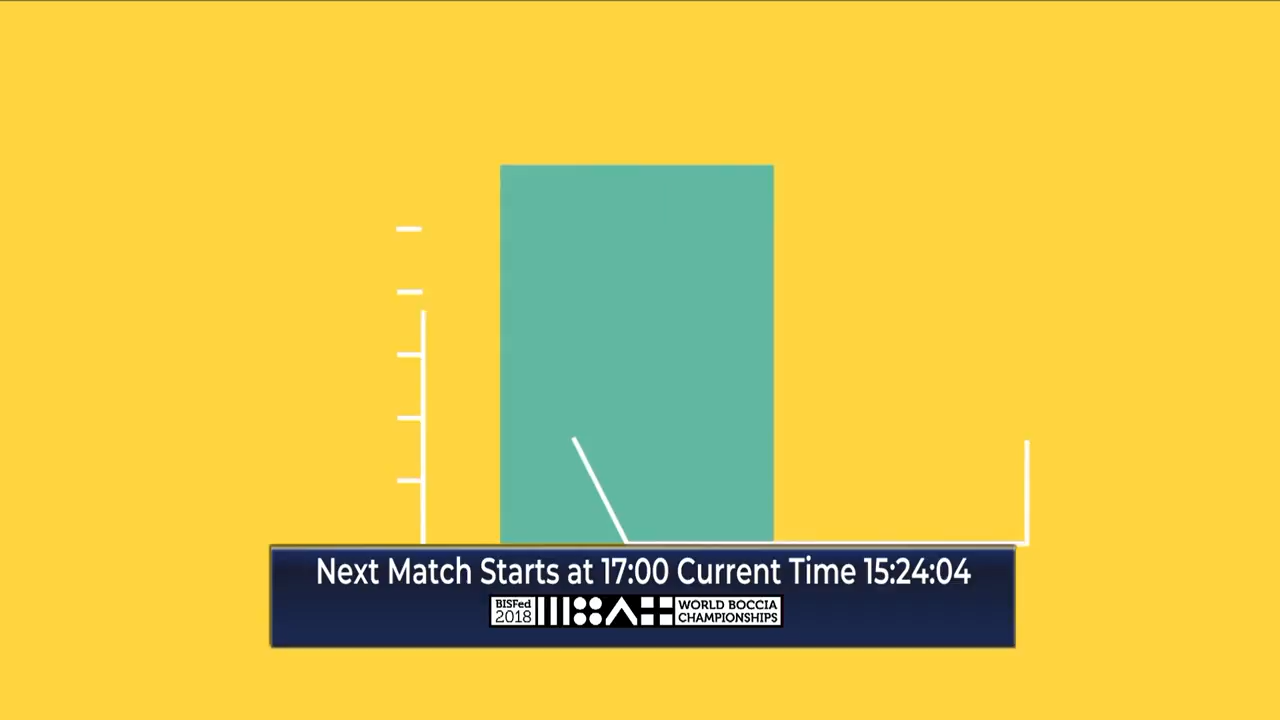 Next Match Starts at 17:00 Current Time 15:24:04
BISFed
2018
WORLD BOCCIA
CHAMPIONSHIPS